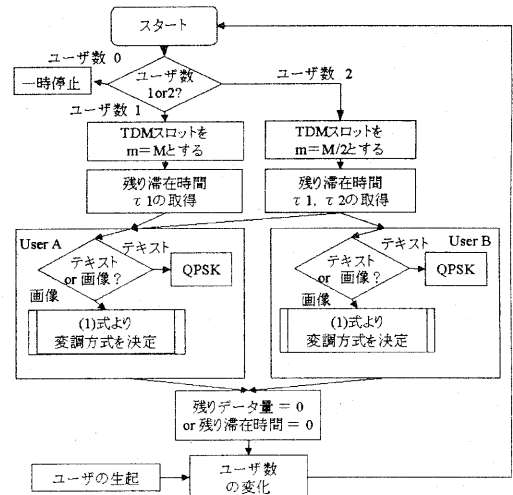 スタート
ユーザ数 0
一時停止
ユーザ数
1or2?
ユーザ数 2
ユーザ数 1
TDMスロットを
m=Mとする
TDMスロットを
m=M/2とする
残り滞在時間
τ1の取得
残り滞在時間
τ1, τ2の取得
User A
テキスト
テキスト
or 画像?
QPSK
画像
(1)式より
変調方式を決定
User B
テキスト
テキスト
or 画像?
QPSK
画像
(1)式より
変調方式を決定
残りデータ量 = 0
or 残り滞在時間 = 0
ユーザの生起
ユーザ数
の変化